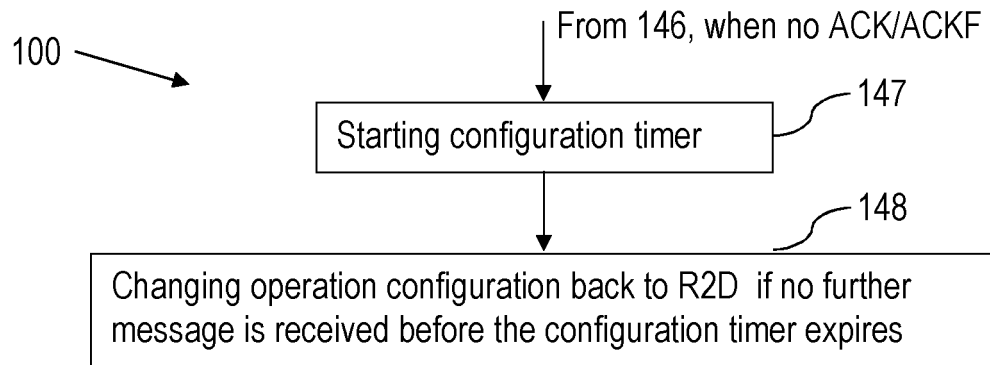 From 146, when no ACK/ACKF
100
147
Starting configuration timer
148
Changing operation configuration back to R2D if no further
message is received before the configuration timer expires